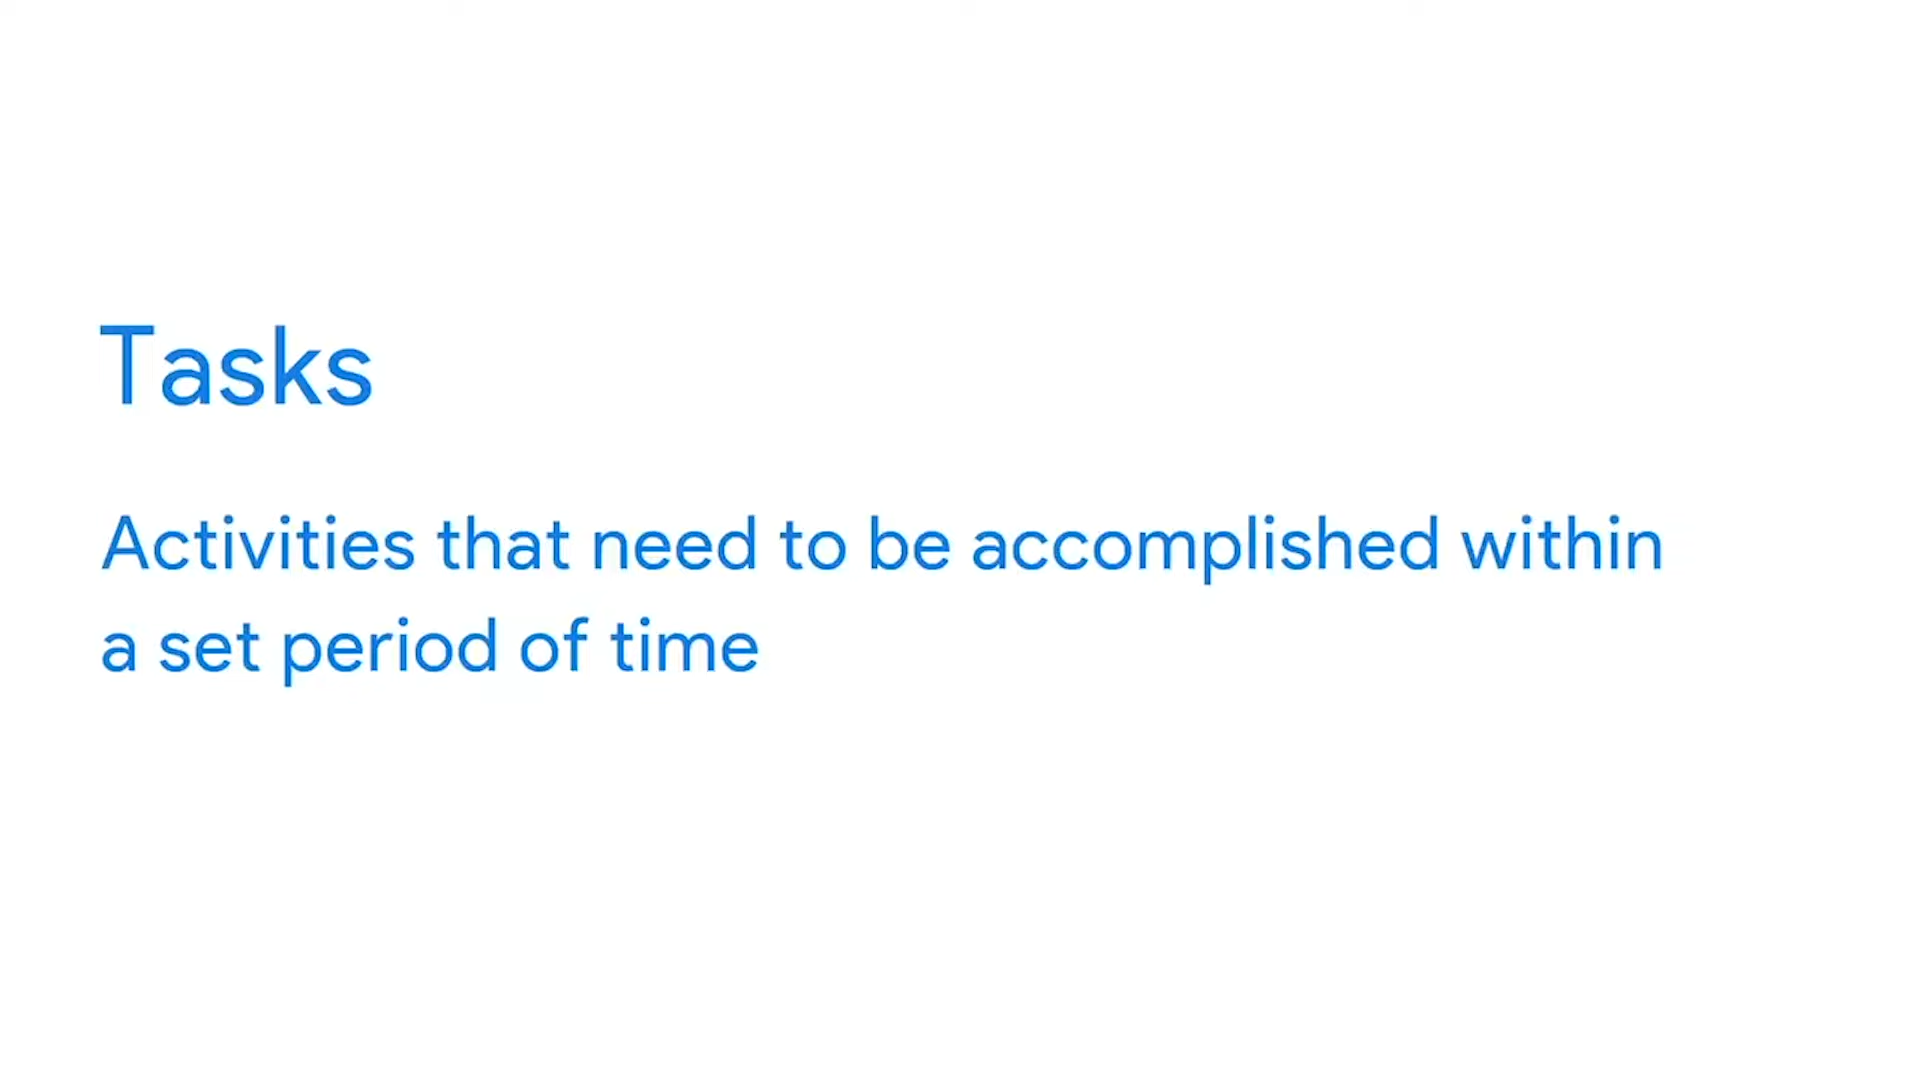 Tasks
Activities that need to be accomplished within
a set period of time